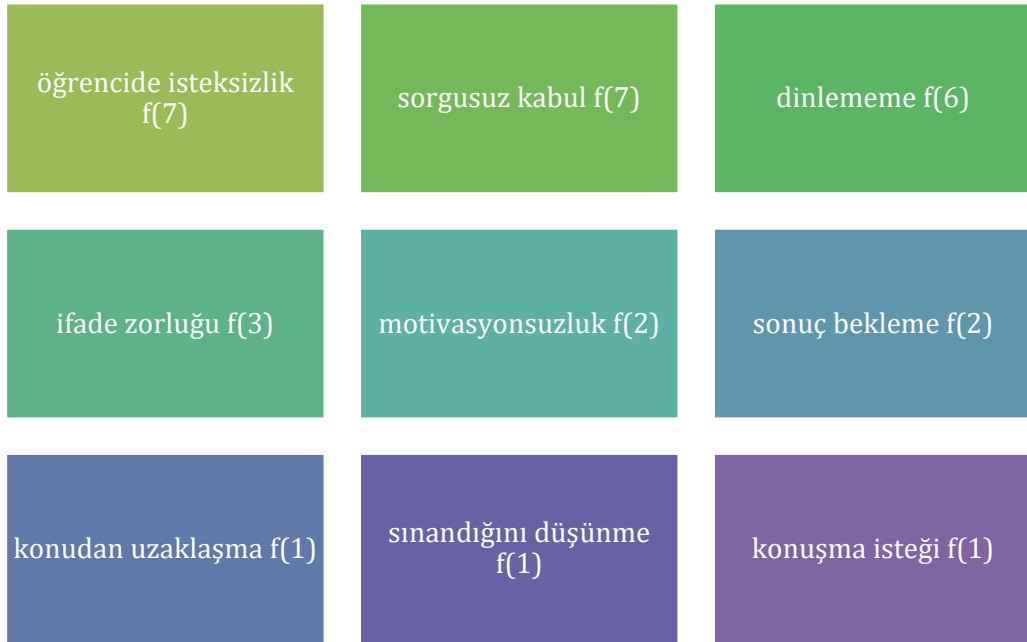 öğrencide isteksizlik
f(7)
sorgusuz kabul f(7)
dinlememe f(6)
ifade zorluğu f(3)
motivasyonsuzluk f(2)
sonuç bekleme f(2)
konudan uzaklaşma f(1)
sınandığını düşünme
f(1)
konuşma isteği f(1)